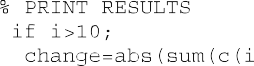 % PRINT RESULTS
if i>10;
change=abs(sum(c(i